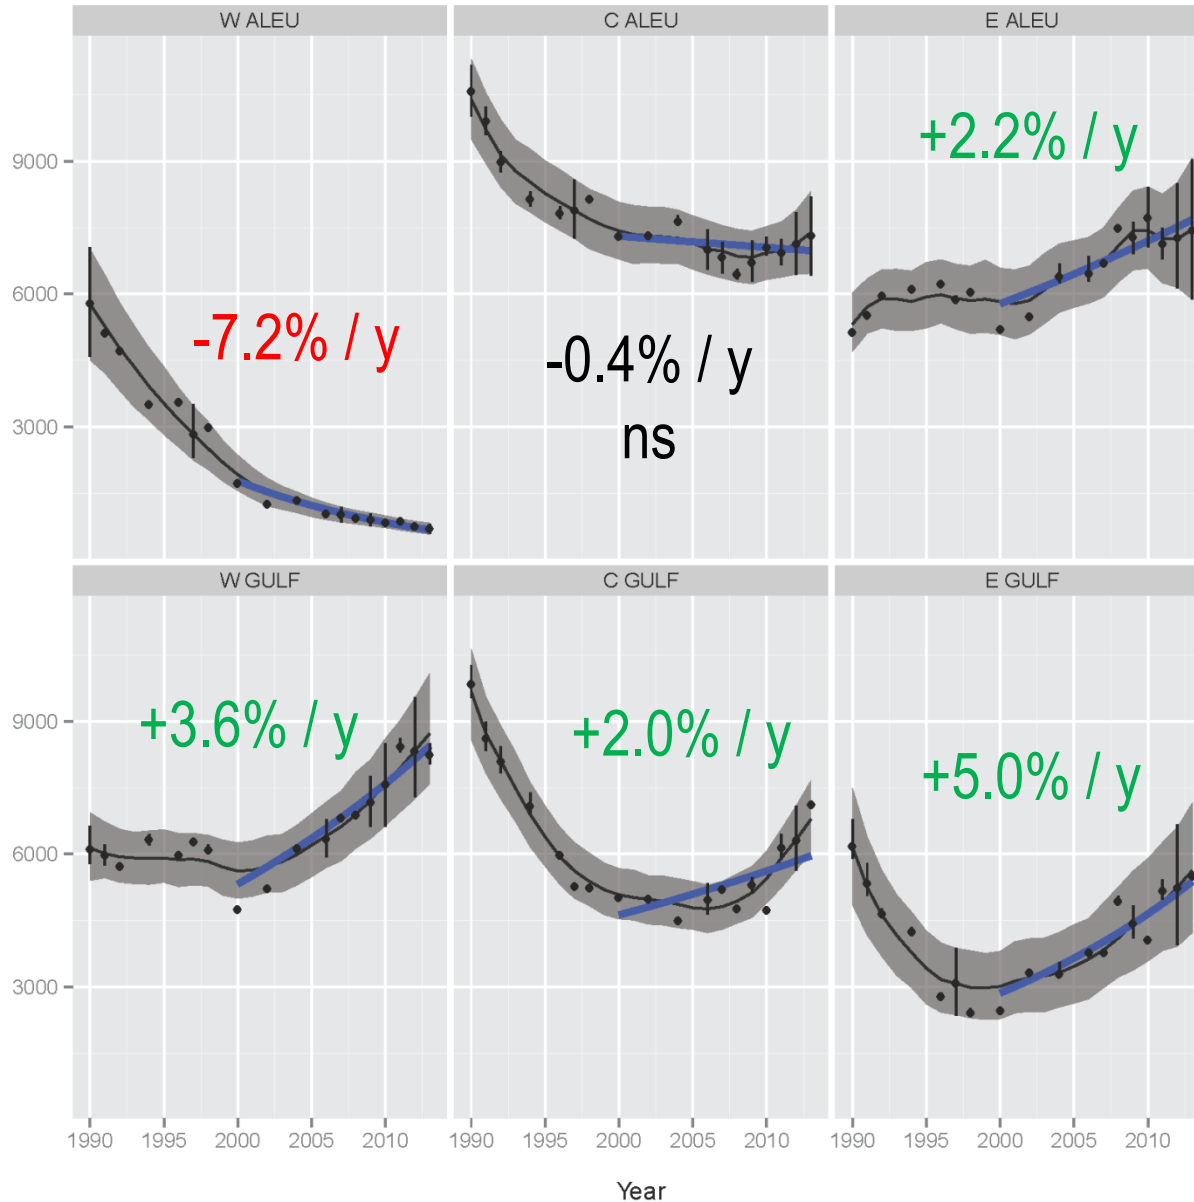 W ALEU
C ALEU
E ALEU
9000
6000
3000
-7.2% / y
-0.4% / y
ns
+2.2% / y
W GULF
C GULF
E GULF
9000
6000
3000
+3.6% / y
+2.0% / y
+5.0% / y
1990 1995 2000 2005 2010
1990 1995 2000 2005 2010
1990 1995 2000 2005 2010
Year